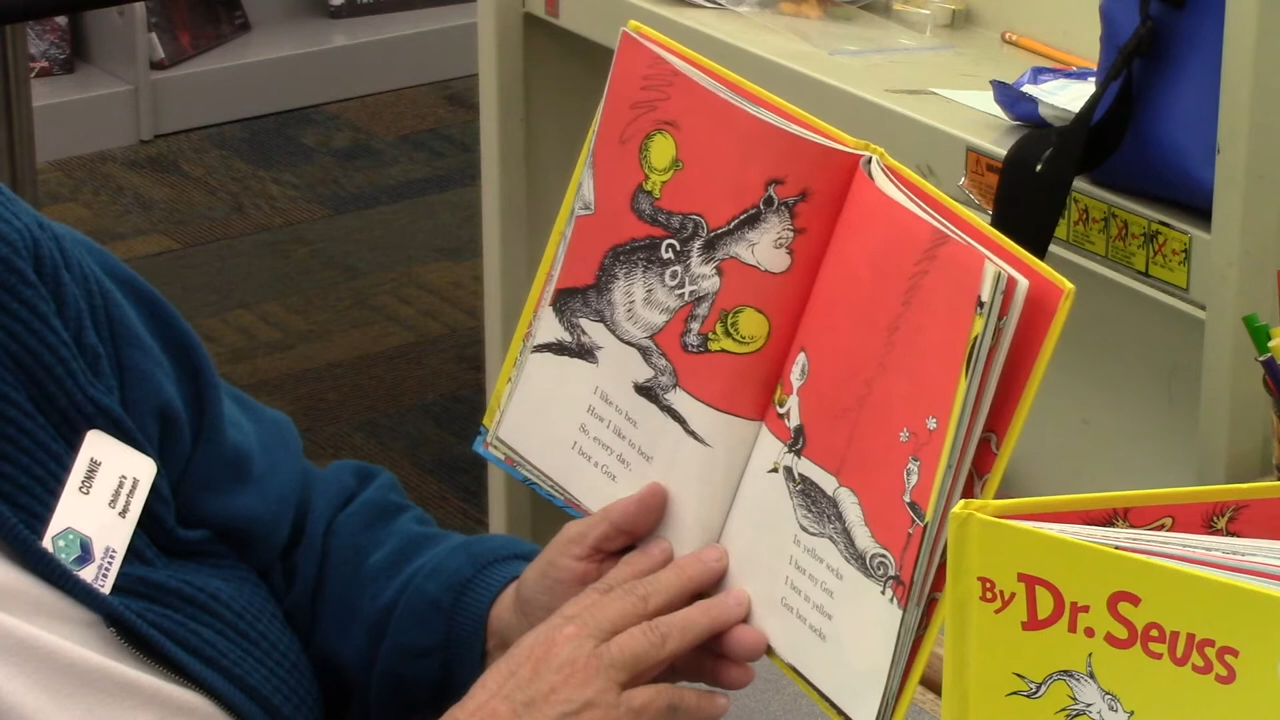 GOX
I like to box.
How I like to box!
So, every day,
I box a Gox.
In yellow socks
I box my Gox.
I box in yellow
Gox box socks.
By Dr. Seuss
CONNIE
Children's
Department
LIBRARY